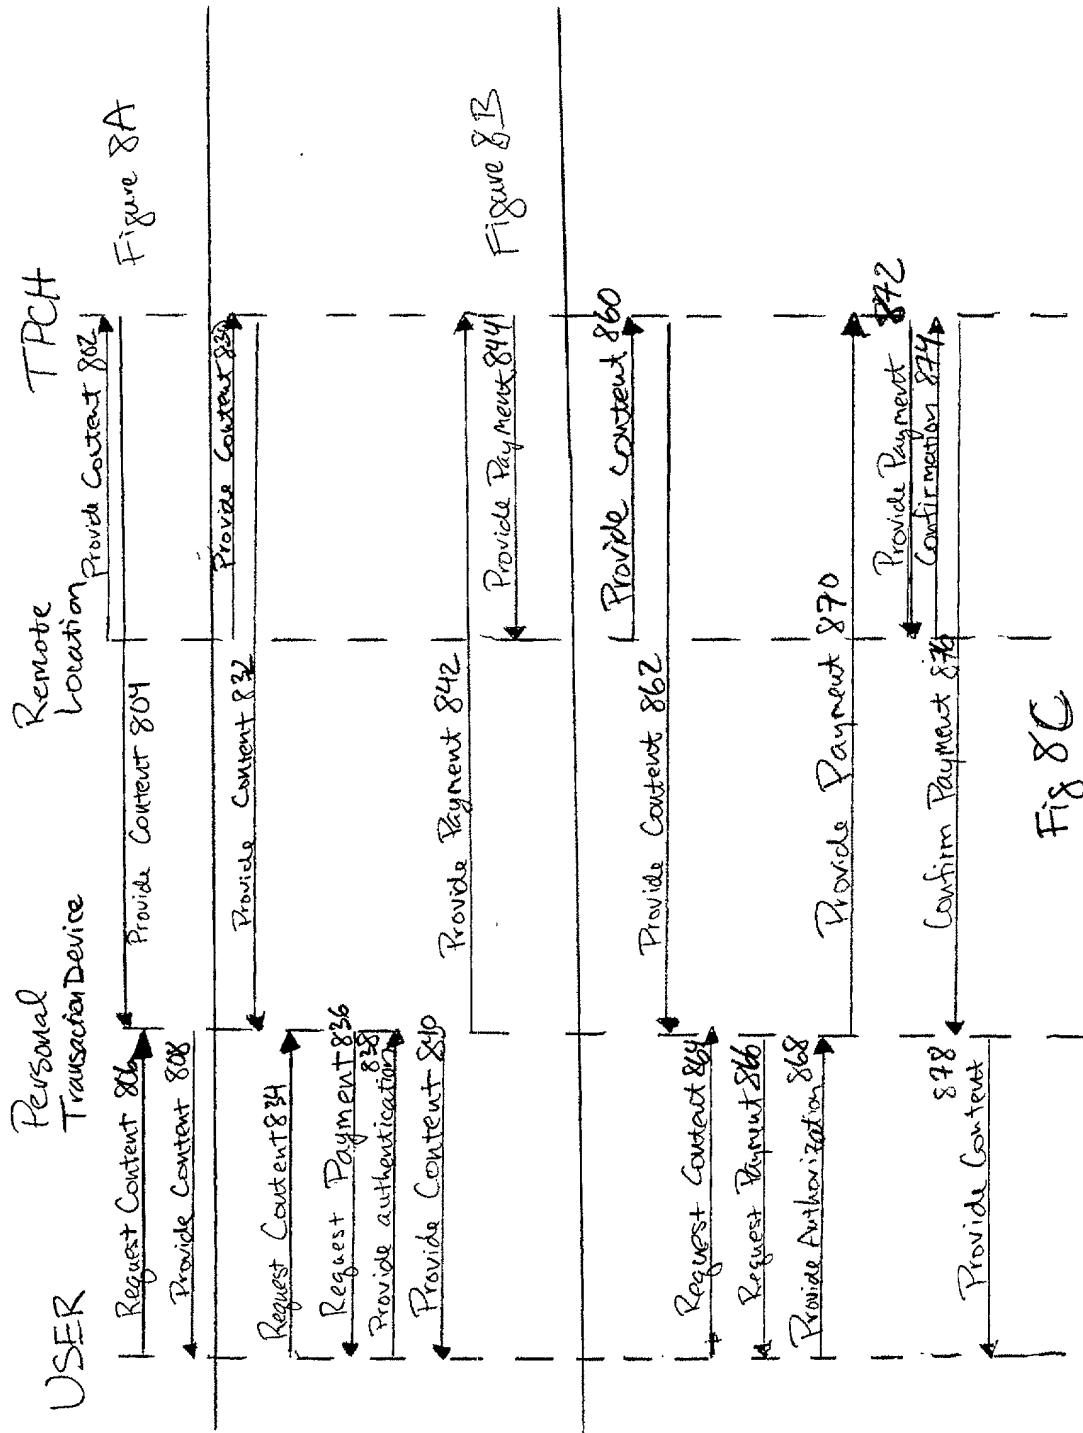 USER
Personal
Transaction Device
Remote
Location
TPCH
Provide Content 802
Provide Content 804
Request Content 806
Provide Content 808
Figure 8A
Provide Content 830
Provide Content 832
Request Content 834
Request Payment 836
838
Provide authentication
Provide Content 840
Provide Payment 842
Provide Payment 844
Figure 8B
Provide content 860
Provide Content 862
Request Content 864
Request Payment 866
Provide Authorization 868
Provide Payment 870
872
Provide Payment
Confirmation 874
Confirm Payment 876
878
Provide Content
Fig 8C